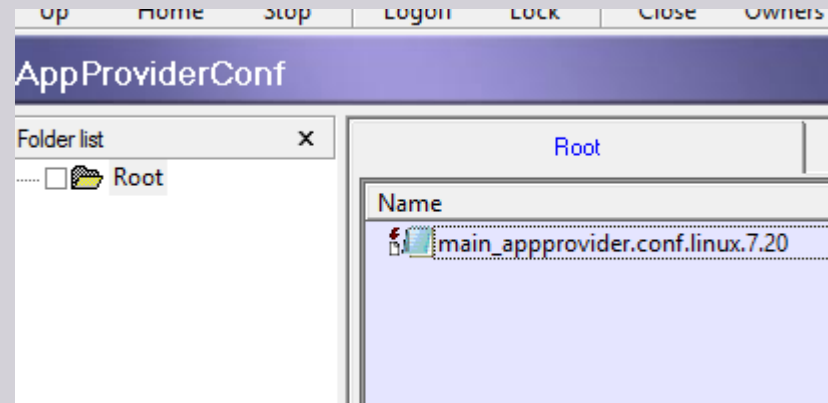 Up Home Stop Logon Lock Close Owners
AppProviderConf
Folder list x
Root
Root
Name
main_appprovider.conf.linux.7.20